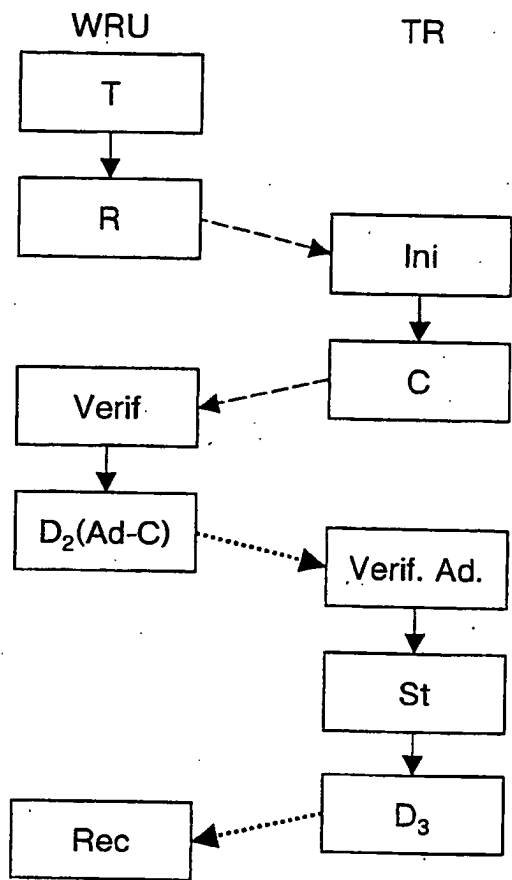 WRU
TR
T
R
Ini
C
Verif
D₂(Ad-C)
Verif. Ad.
St
D₃
Rec